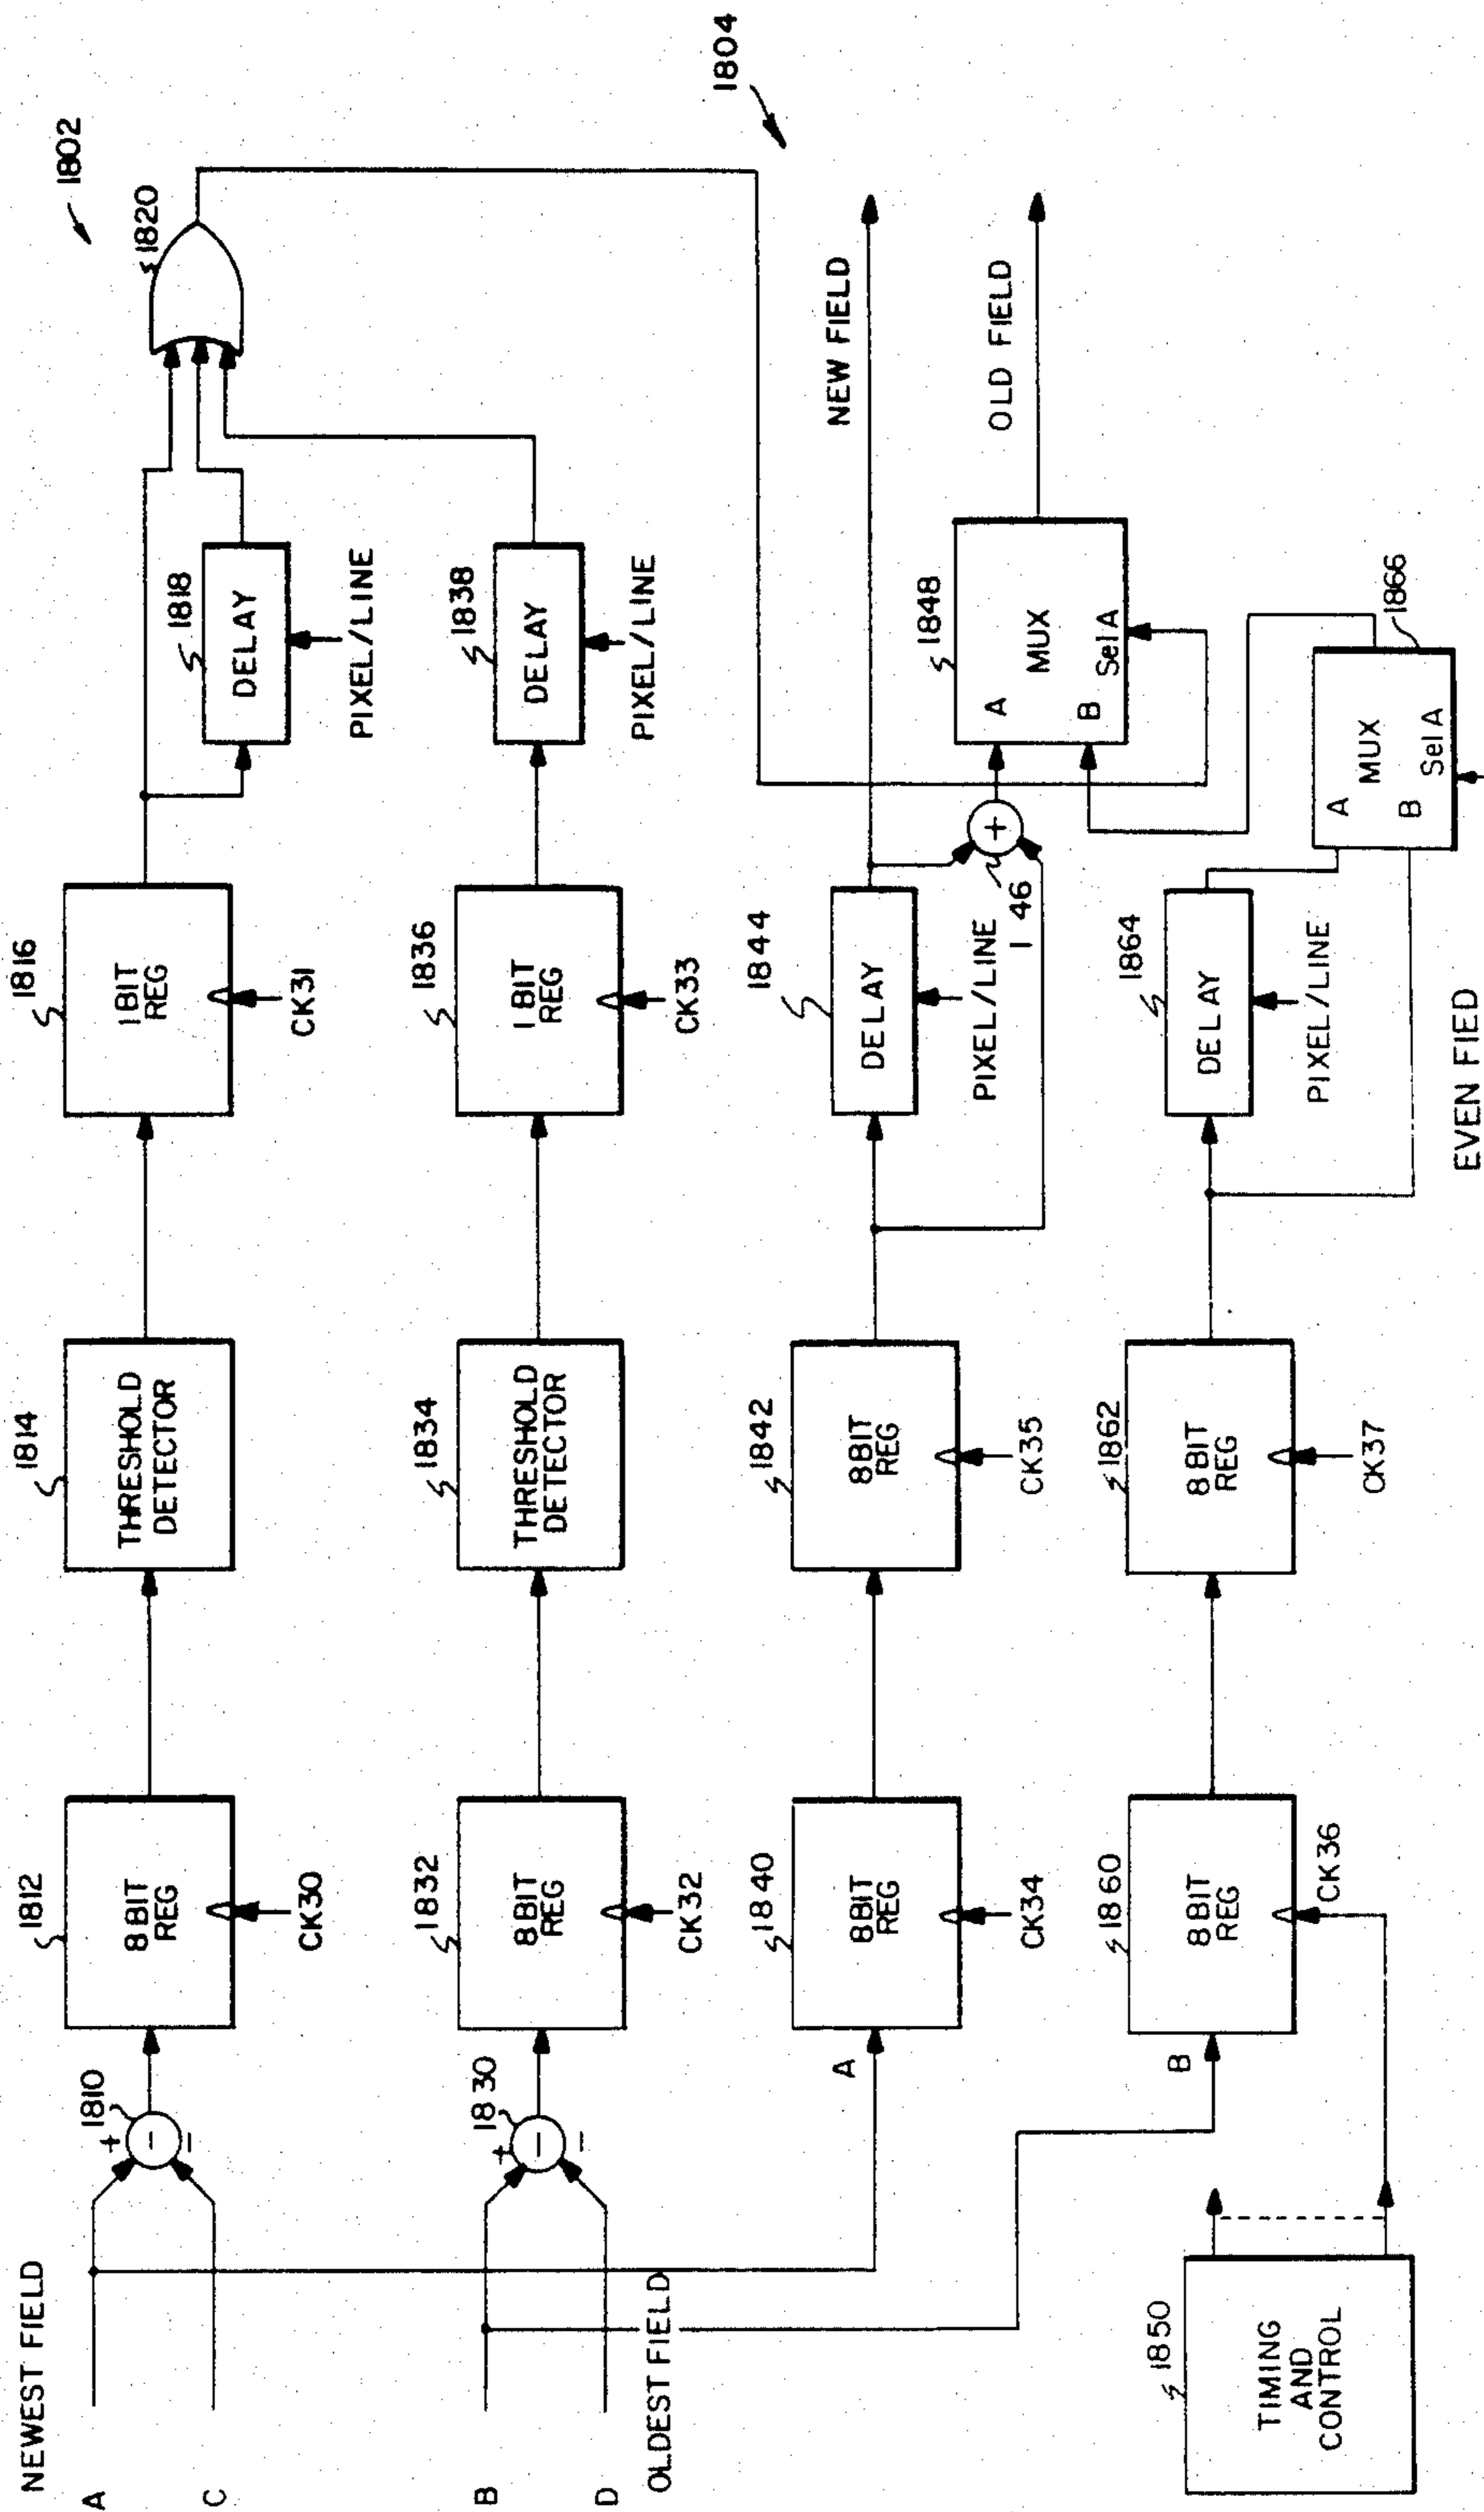 NEWEST FIELD
A
C
B
D
OLDEST FIELD
1810
+
−
−
1812
8 BIT
REG
CK30
1814
THRESHOLD
DETECTOR
1816
1 BIT
REG
CK31
1818
DELAY
PIXEL/LINE
1820
1802
1830
+
−
−
1832
8 BIT
REG
CK32
1834
THRESHOLD
DETECTOR
1836
1 BIT
REG
CK33
1838
DELAY
PIXEL/LINE
1804
A
1840
8 BIT
REG
CK34
1842
8 BIT
REG
CK35
1844
DELAY
PIXEL/LINE
+
1 46
NEW FIELD
1848
A
B
MUX
Sel A
OLD FIELD
1850
TIMING
AND
CONTROL
B
1860
8 BIT
REG
CK36
1862
8 BIT
REG
CK37
1864
DELAY
PIXEL/LINE
1866
A
B
MUX
Sel A
EVEN FIED